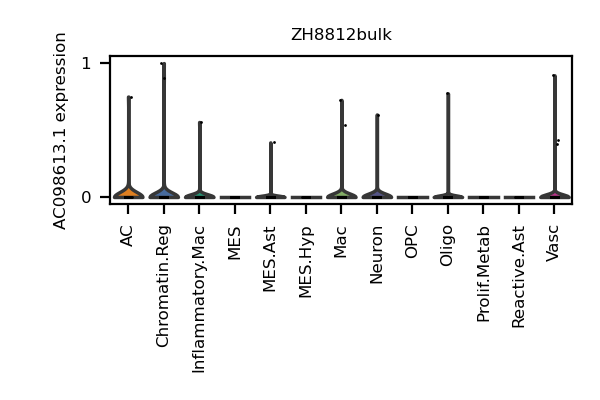 ZH8812bulk
AC098613.1 expression
1
0
AC
Chromatin.Reg
Inflammatory.Mac
MES
MES.Ast
MES.Hyp
Mac
Neuron
OPC
Oligo
Prolif.Metab
Reactive.Ast
Vasc